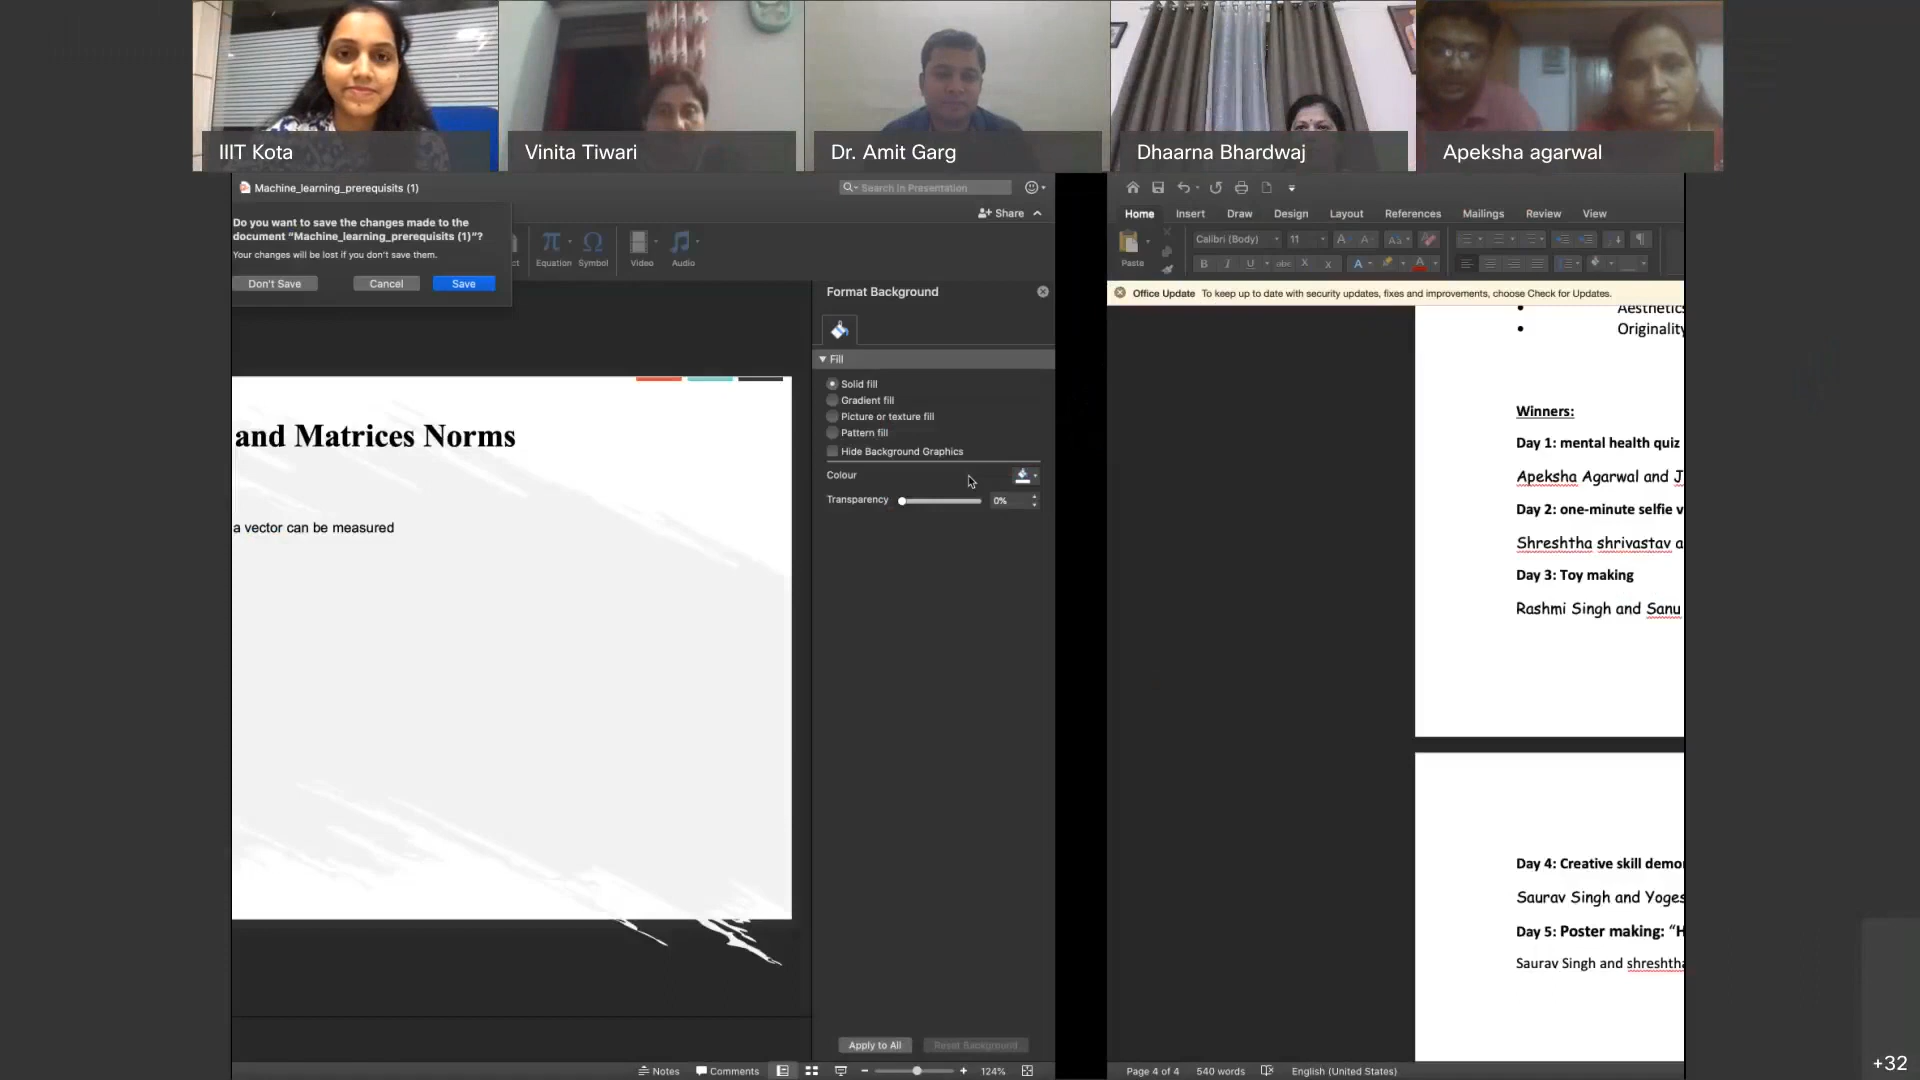 IIIT Kota
Vinita Tiwari
Dr. Amit Garg
Dhaarna Bhardwaj
Apeksha agarwal
Machine_learning_prerequisits (1)
Search in Presentation
Do you want to save the changes made to the
document “Machine_learning_prerequisits (1)”?
Your changes will be lost if you don't save them.
Don't Save
Cancel
Save
Share
Equation
Symbol
Video
Audio
Format Background
Fill
Solid fill
Gradient fill
Picture or texture fill
Pattern fill
Hide Background Graphics
Colour
Transparency
0%
Apply to All
Reset Background
and Matrices Norms
a vector can be measured
Notes
Comments
124%
Home
Insert
Draw
Design
Layout
References
Mailings
Review
View
Paste
Calibri (Body)
11
Office Update To keep up to date with security updates, fixes and improvements, choose Check for Updates.
Aesthetics
Originality
Winners:
Day 1: mental health quiz
Apeksha Agarwal and J
Day 2: one-minute selfie v
Shreshtha shrivastav a
Day 3: Toy making
Rashmi Singh and Sanu
Day 4: Creative skill demo
Saurav Singh and Yoges
Day 5: Poster making: “H
Saurav Singh and shreshtha
Page 4 of 4
540 words
English (United States)
+32